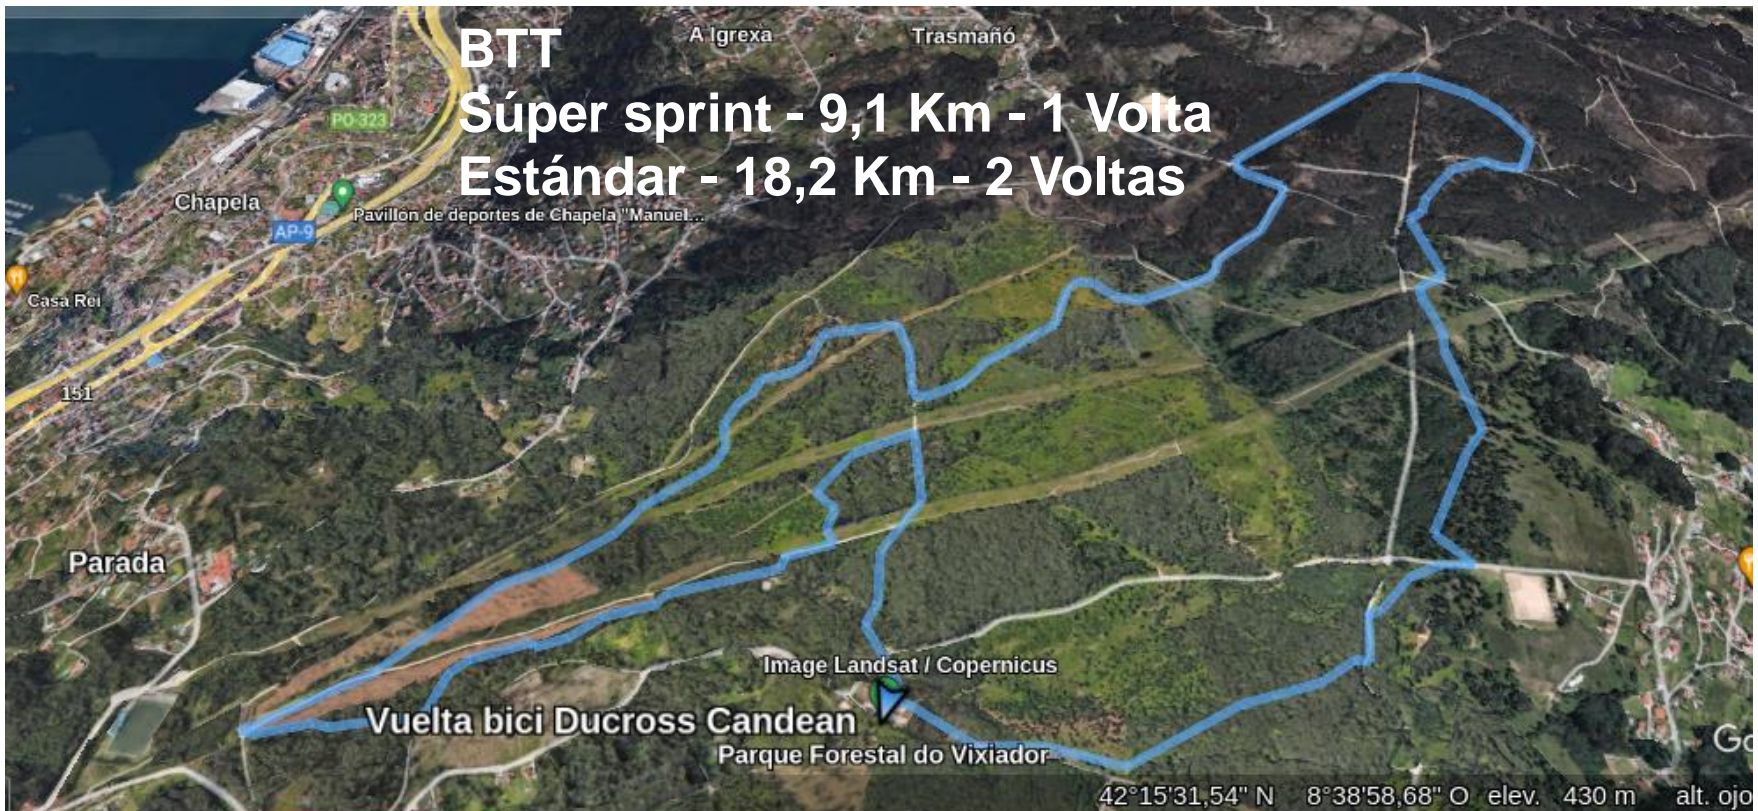 BTT
Súper sprint - 9,1 Km - 1 Volta
Estándar - 18,2 Km - 2 Voltas
A Igrexa
Trasmañó
PO-323
Chapela
Pavillón de deportes de Chapela "Manuel...
AP-9
Casa Rei
151
Parada
Image Landsat / Copernicus
Vuelta bici Ducross Candean
Parque Forestal do Vixiador
Go
42°15'31,54" N 8°38'58,68" O elev. 430 m alt. ojo